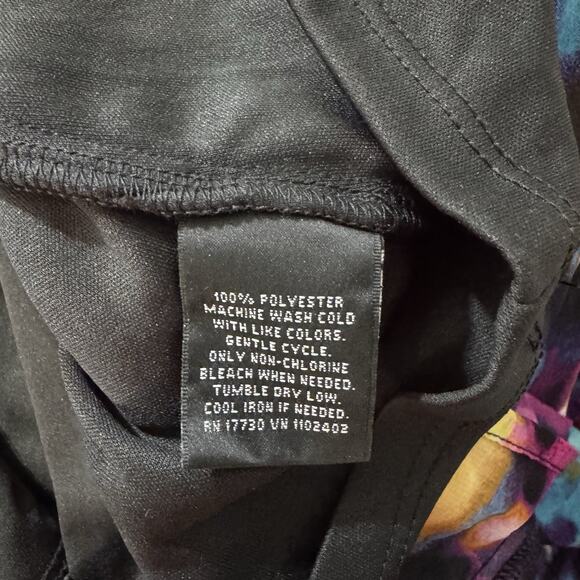 100% POLYESTER
MACHINE WASH COLD
WITH LIKE COLORS.
GENTLE CYCLE.
ONLY NON-CHLORINE
BLEACH WHEN NEEDED.
TUMBLE DRY LOW.
COOL IRON IF NEEDED.
RN 17730 VN 1102402